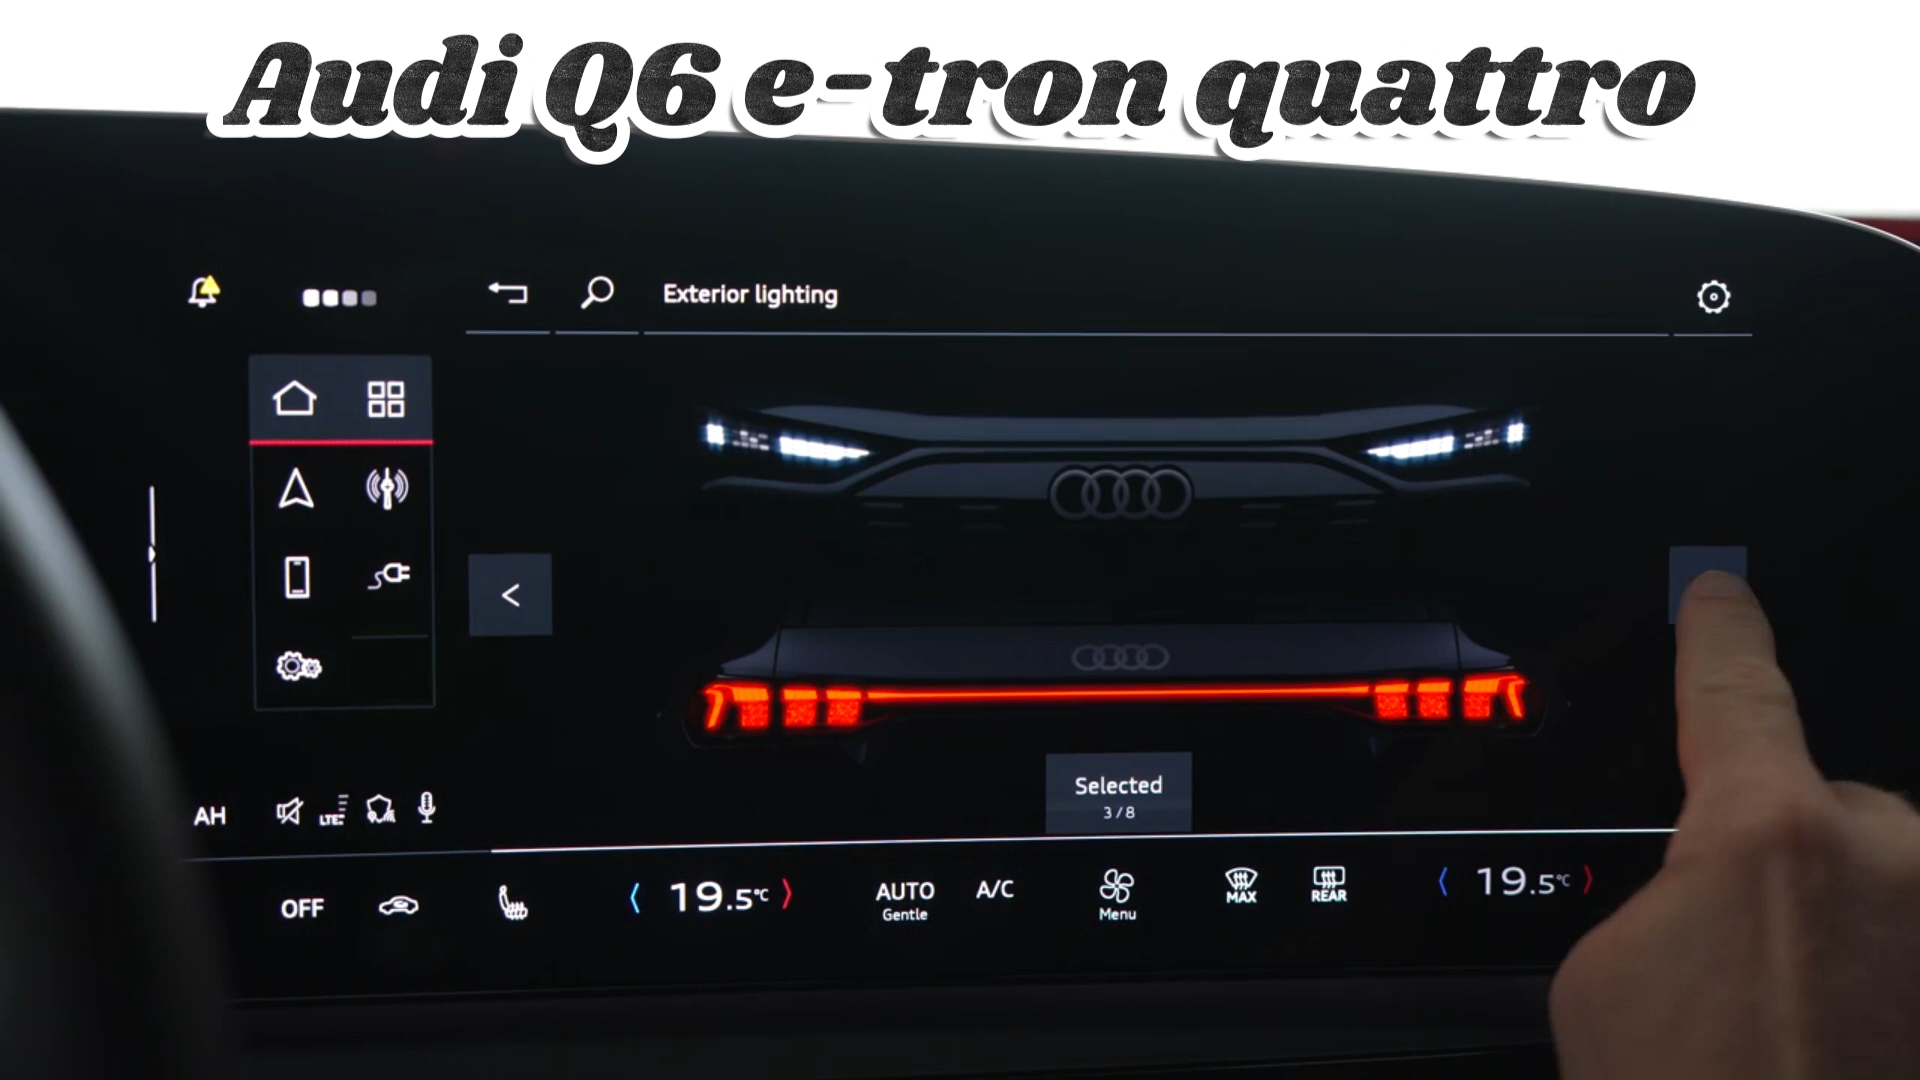 Audi Q6 e-tron quattro
Exterior lighting
<
Selected
3/8
AH
LTE
OFF
19.5°C
AUTO
Gentle
A/C
Menu
MAX
REAR
19.5°C